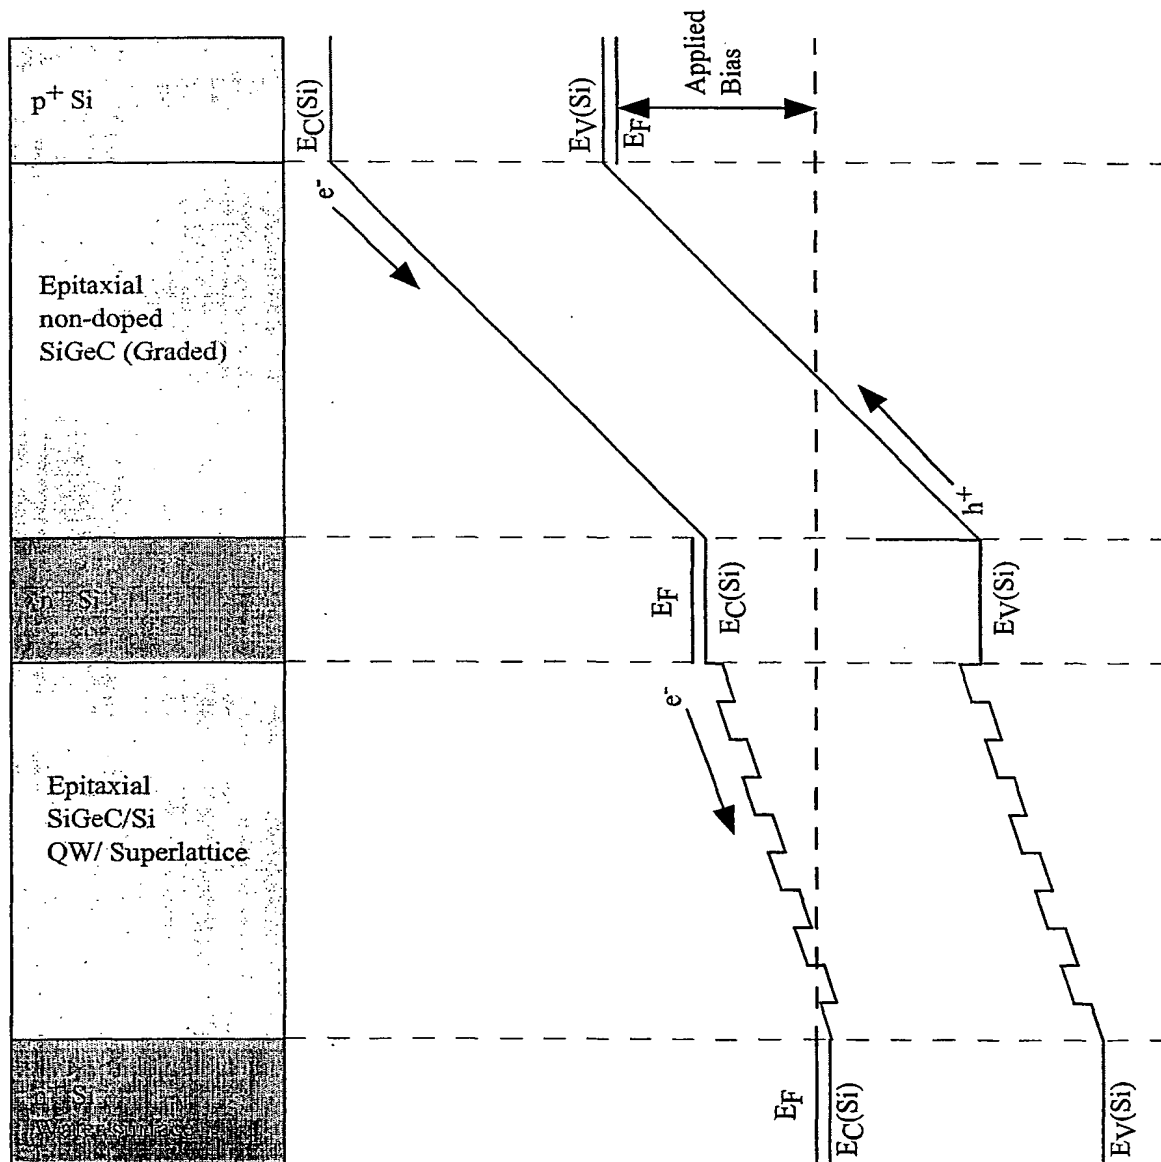 p+ Si
EC(Si)
EV(Si)
EF
Applied
Bias
e-
Epitaxial
non-doped
SiGeC (Graded)
h+
n+ Si
EF
EC(Si)
EV(Si)
e-
Epitaxial
SiGeC/Si
QW/ Superlattice
n+ Si
EF
EC(Si)
EV(Si)